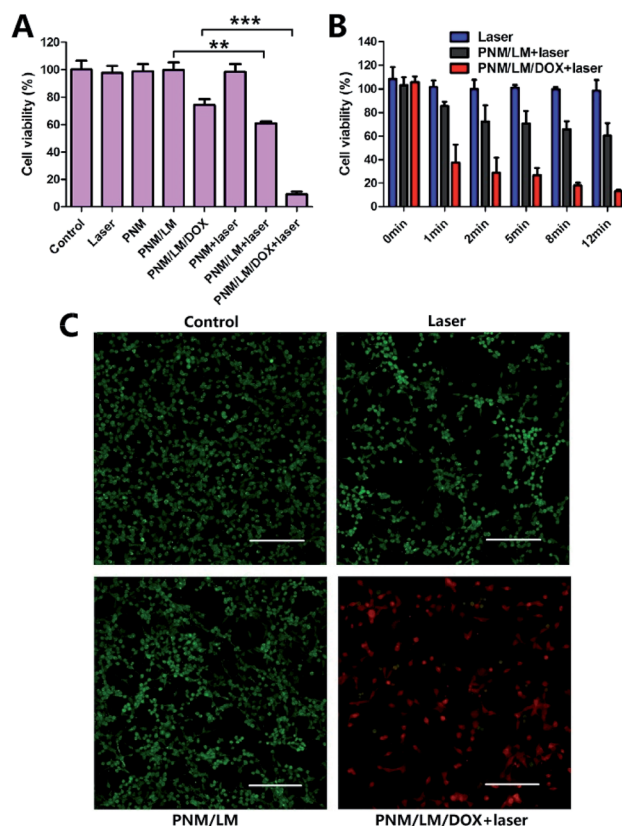 A
Cell viability (%)
120
100
80
60
40
20
0
**
***
Control
Laser
PNM
PNM/LM
PNM/LM/DOX
PNM+laser
PNM/LM+laser
PNM/LM/DOX+laser
B
Cell viability (%)
140
120
100
80
60
40
20
0
Laser
PNM/LM+laser
PNM/LM/DOX+laser
0min
1min
2min
5min
8min
12min
C
Control
Laser
PNM/LM
PNM/LM/DOX+laser